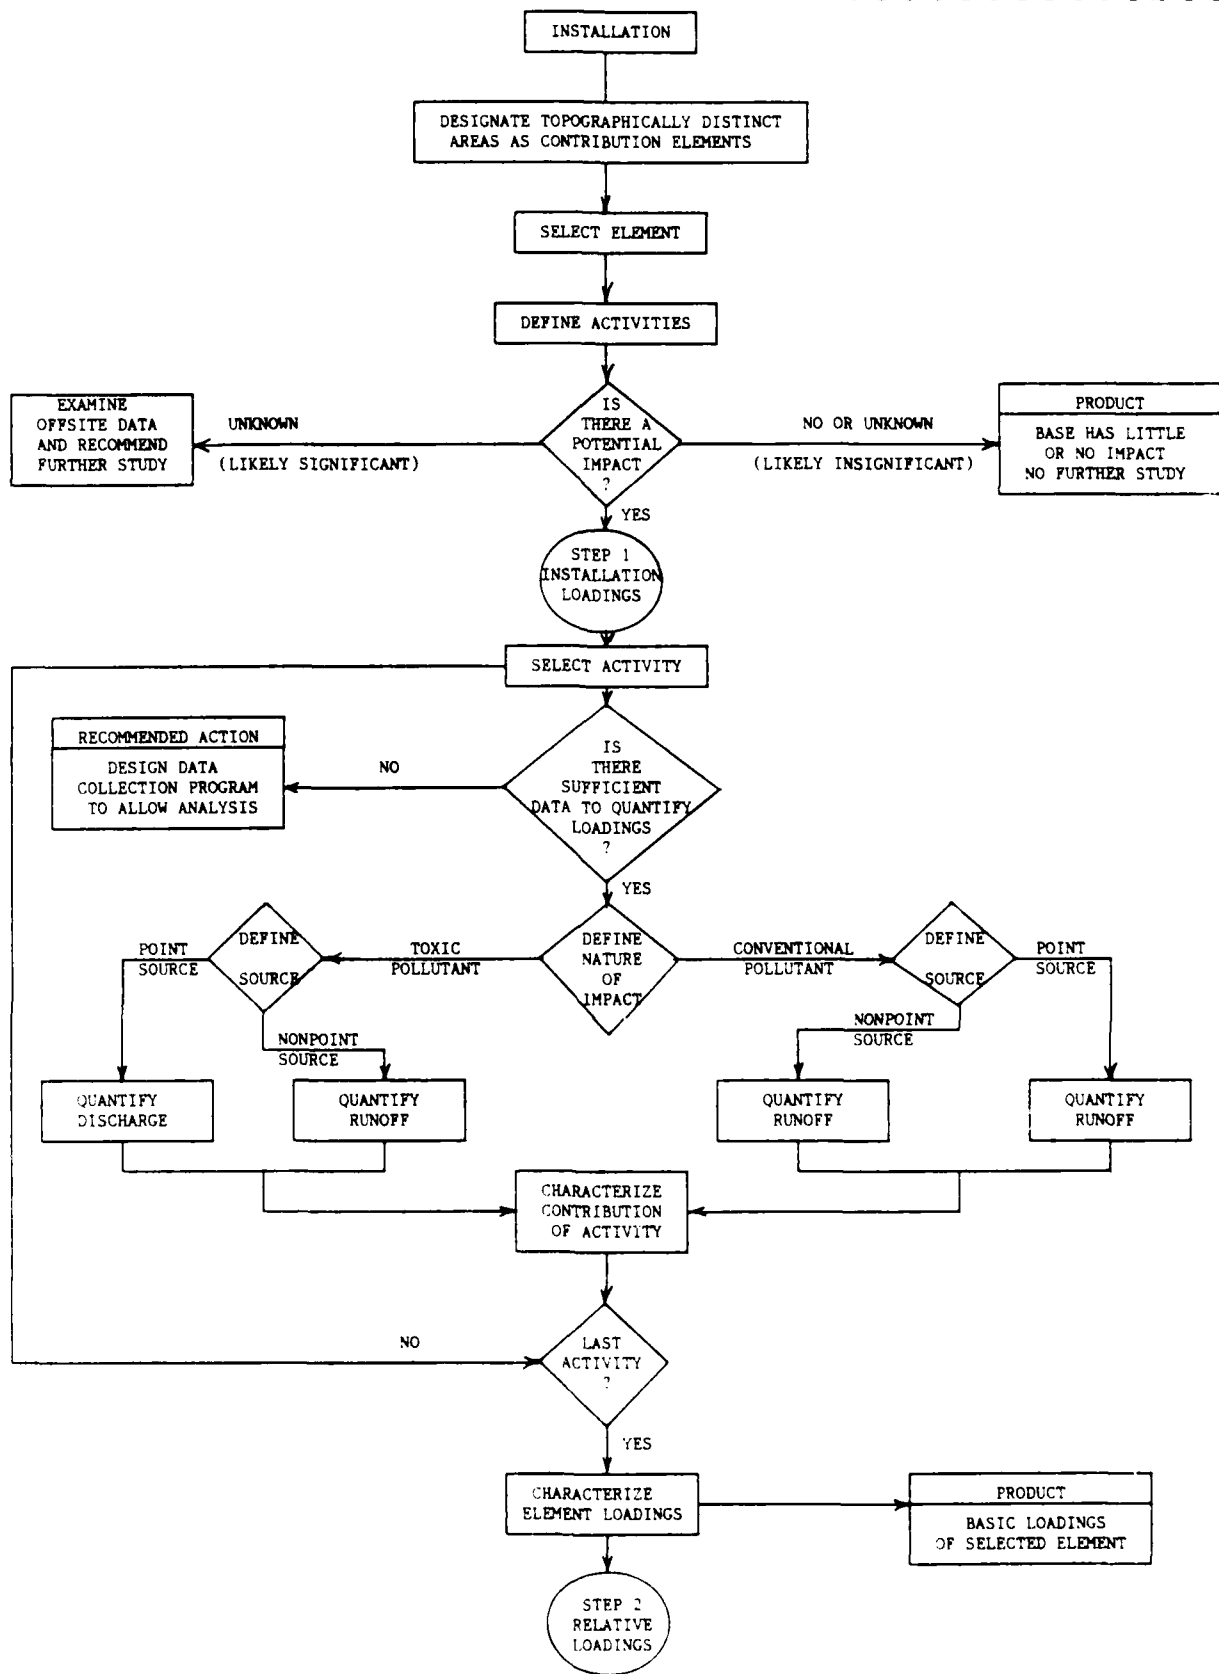 INSTALLATION
DESIGNATE TOPOGRAPHICALLY DISTINCT
AREAS AS CONTRIBUTION ELEMENTS
SELECT ELEMENT
DEFINE ACTIVITIES
EXAMINE
OFFSITE DATA
AND RECOMMEND
FURTHER STUDY
UNKNOWN
(LIKELY SIGNIFICANT)
IS
THERE A
POTENTIAL
IMPACT
?
NO OR UNKNOWN
(LIKELY INSIGNIFICANT)
PRODUCT
BASE HAS LITTLE
OR NO IMPACT
NO FURTHER STUDY
YES
STEP 1
INSTALLATION
LOADINGS
SELECT ACTIVITY
RECOMMENDED ACTION
DESIGN DATA
COLLECTION PROGRAM
TO ALLOW ANALYSIS
NO
IS
THERE
SUFFICIENT
DATA TO QUANTIFY
LOADINGS
?
YES
POINT
SOURCE
DEFINE
SOURCE
TOXIC
POLLUTANT
DEFINE
NATURE
OF
IMPACT
CONVENTIONAL
POLLUTANT
DEFINE
SOURCE
POINT
SOURCE
NONPOINT
SOURCE
NONPOINT
SOURCE
QUANTIFY
DISCHARGE
QUANTIFY
RUNOFF
QUANTIFY
RUNOFF
QUANTIFY
RUNOFF
CHARACTERIZE
CONTRIBUTION
OF ACTIVITY
NO
LAST
ACTIVITY
?
YES
CHARACTERIZE
ELEMENT LOADINGS
PRODUCT
BASIC LOADINGS
OF SELECTED ELEMENT
STEP 2
RELATIVE
LOADINGS